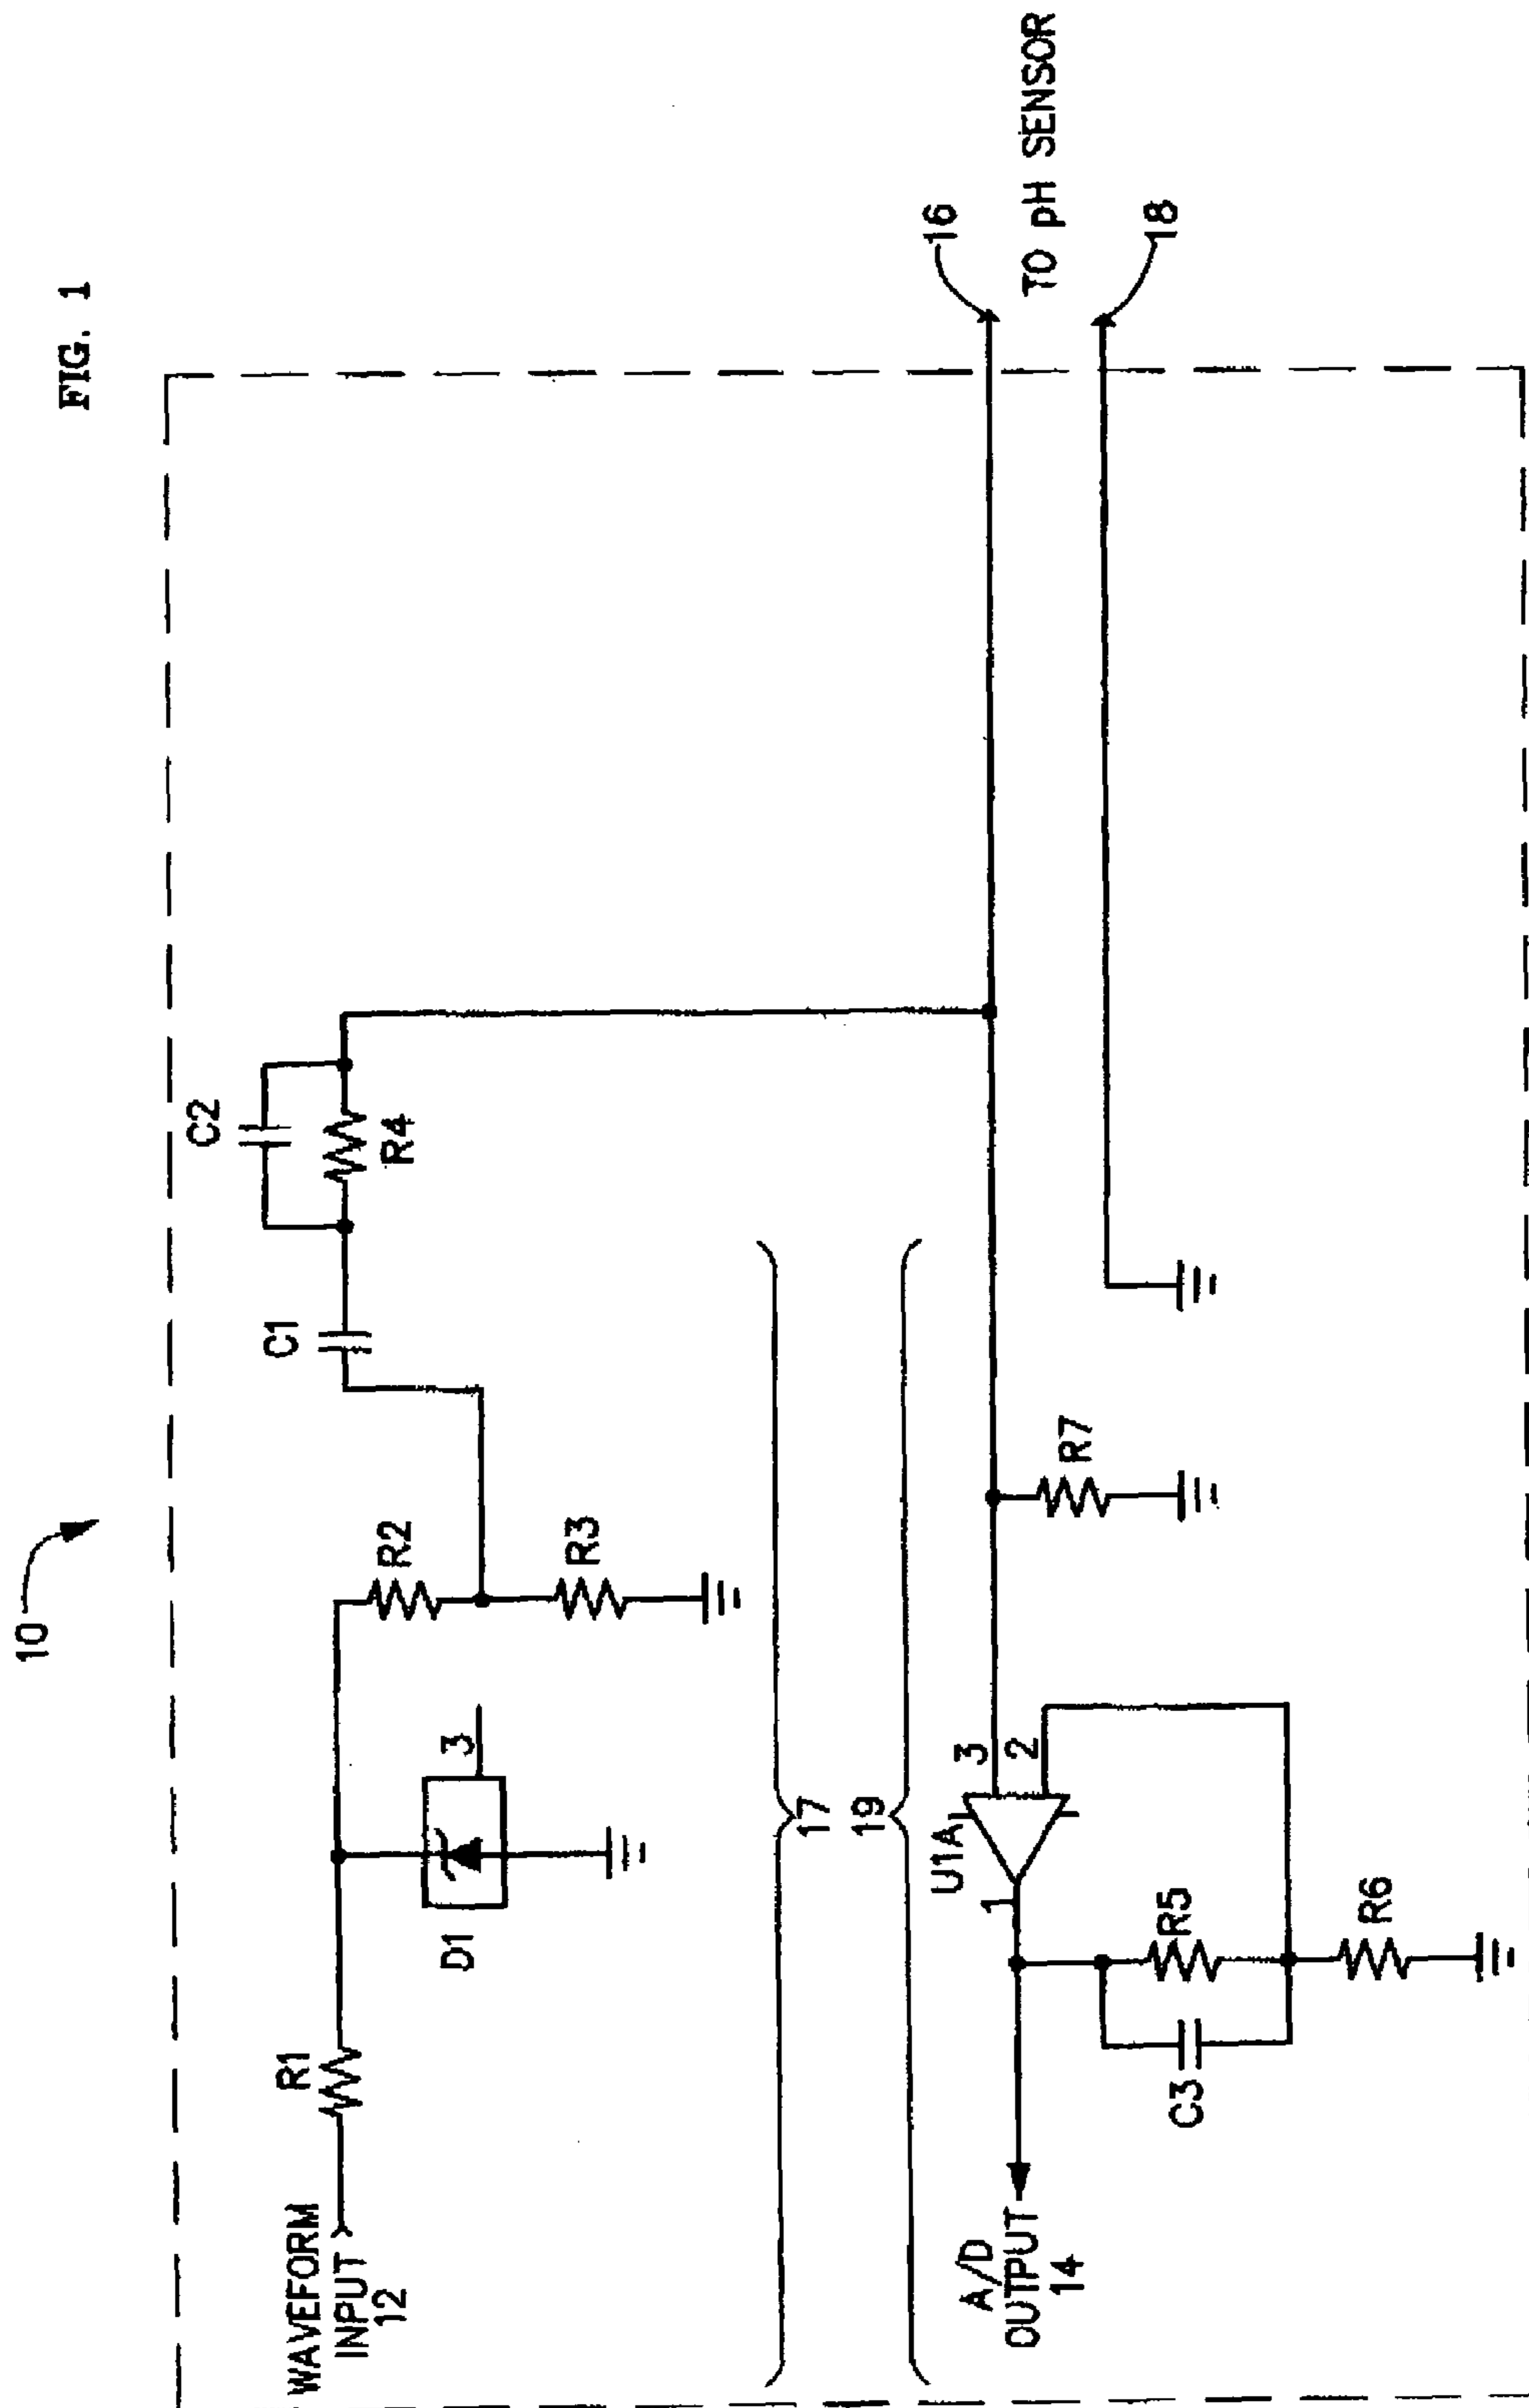 FIG. 1
10
C2
R4
C1
R2
R3
R1
D1
3
WAVEFORM
INPUT
12
17
19
16
TO pH SENSOR
18
R7
U1A
3
2
1
R5
R6
C3
A/D
OUTPUT
14